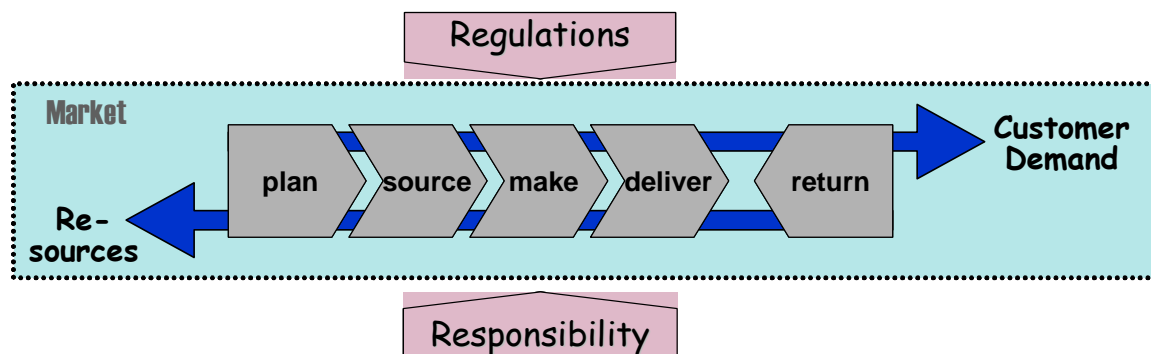 Regulations
Market
plan
source
make
deliver
return
Customer
Demand
Re-
sources
Responsibility